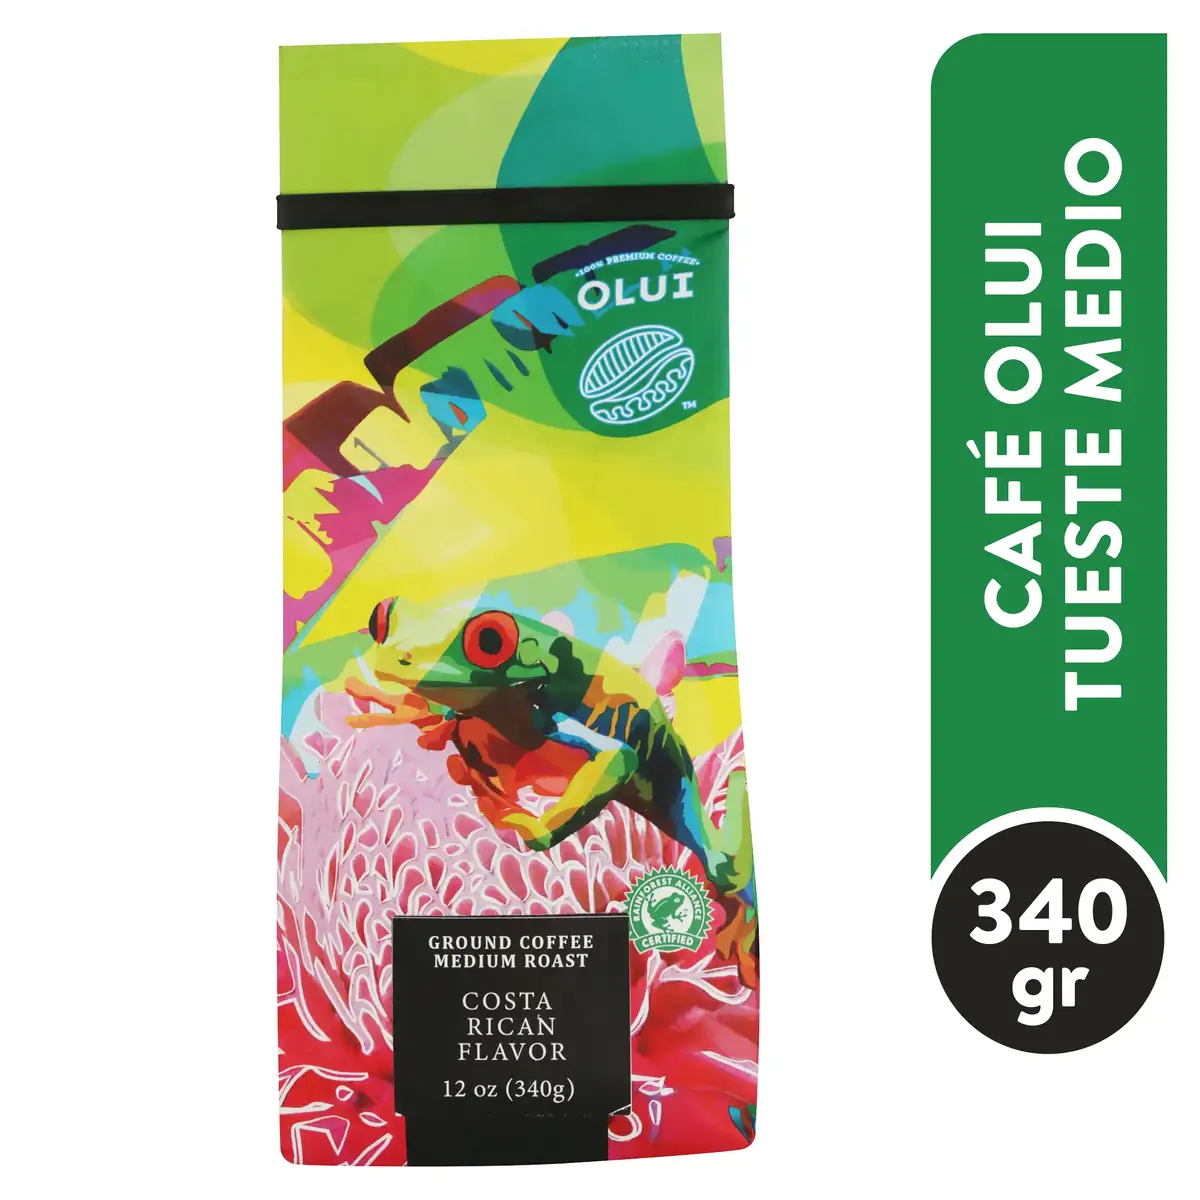 •100% PREMIUM COFFEE•
OLUI
TM
RAINFOREST ALLIANCE
CERTIFIED
GROUND COFFEE
MEDIUM ROAST
COSTA
RICAN
FLAVOR
12 oz (340g)
CAFÉ OLUI
TUESTE MEDIO
340
gr